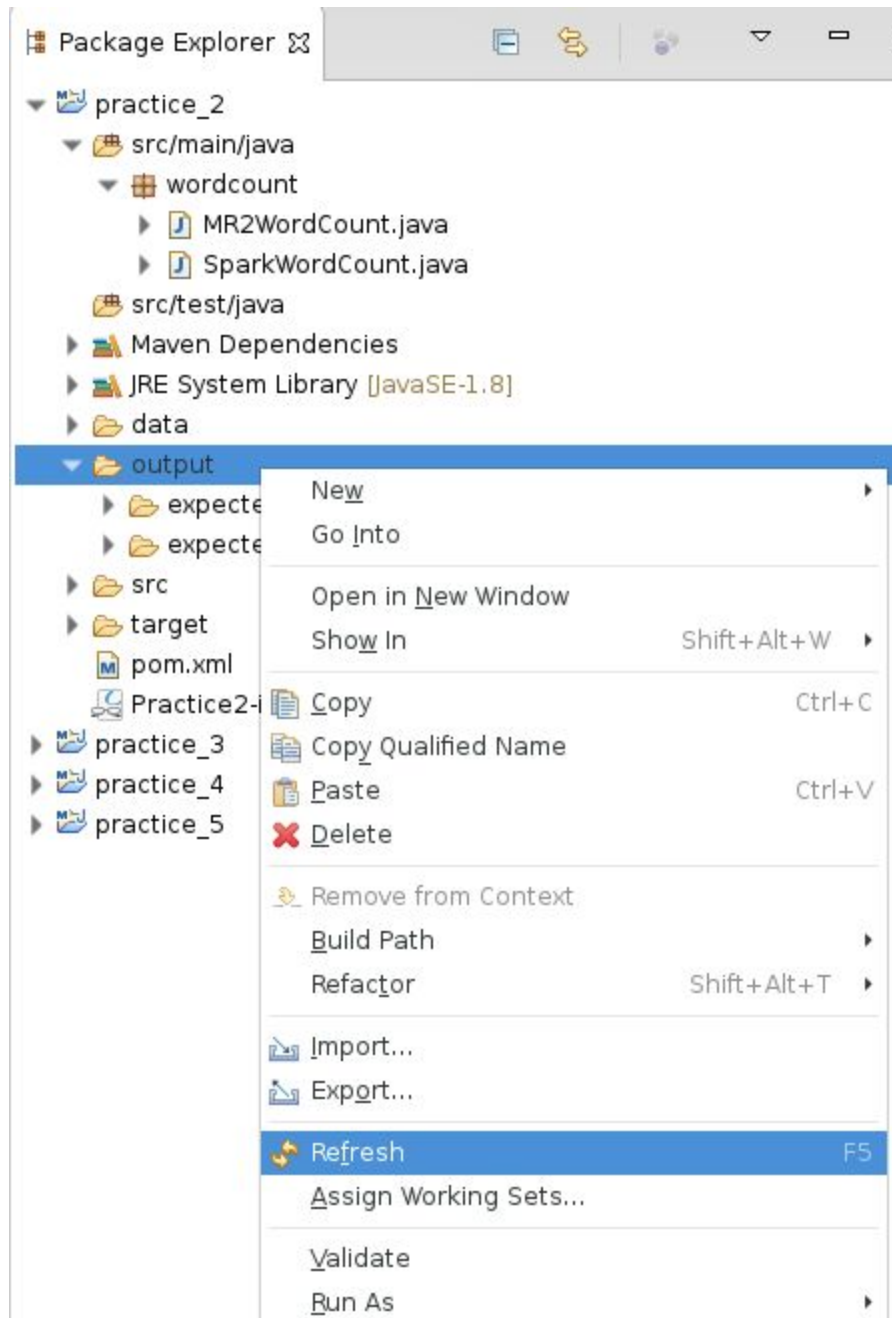 Package Explorer
practice_2
src/main/java
wordcount
MR2WordCount.java
SparkWordCount.java
src/test/java
Maven Dependencies
JRE System Library [JavaSE-1.8]
data
output
New
expecte
Go Into
expecte
src
Open in New Window
target
Show In Shift+Alt+W
pom.xml
Practice2-i
Copy Ctrl+C
practice_3
Copy Qualified Name
practice_4
Paste Ctrl+V
practice_5
Delete
Remove from Context
Build Path
Refactor Shift+Alt+T
Import...
Export...
Refresh F5
Assign Working Sets...
Validate
Run As